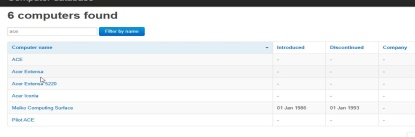 6 computers found
ace
Filter by name
Computer name Introduced Discontinued Company
ACE - - -
Acer Extensa - - -
Acer Extensa 5220 - - -
Acer Iconia - - -
Meiko Computing Surface 01 Jan 1986 01 Jan 1993 -
Pilot ACE - - -